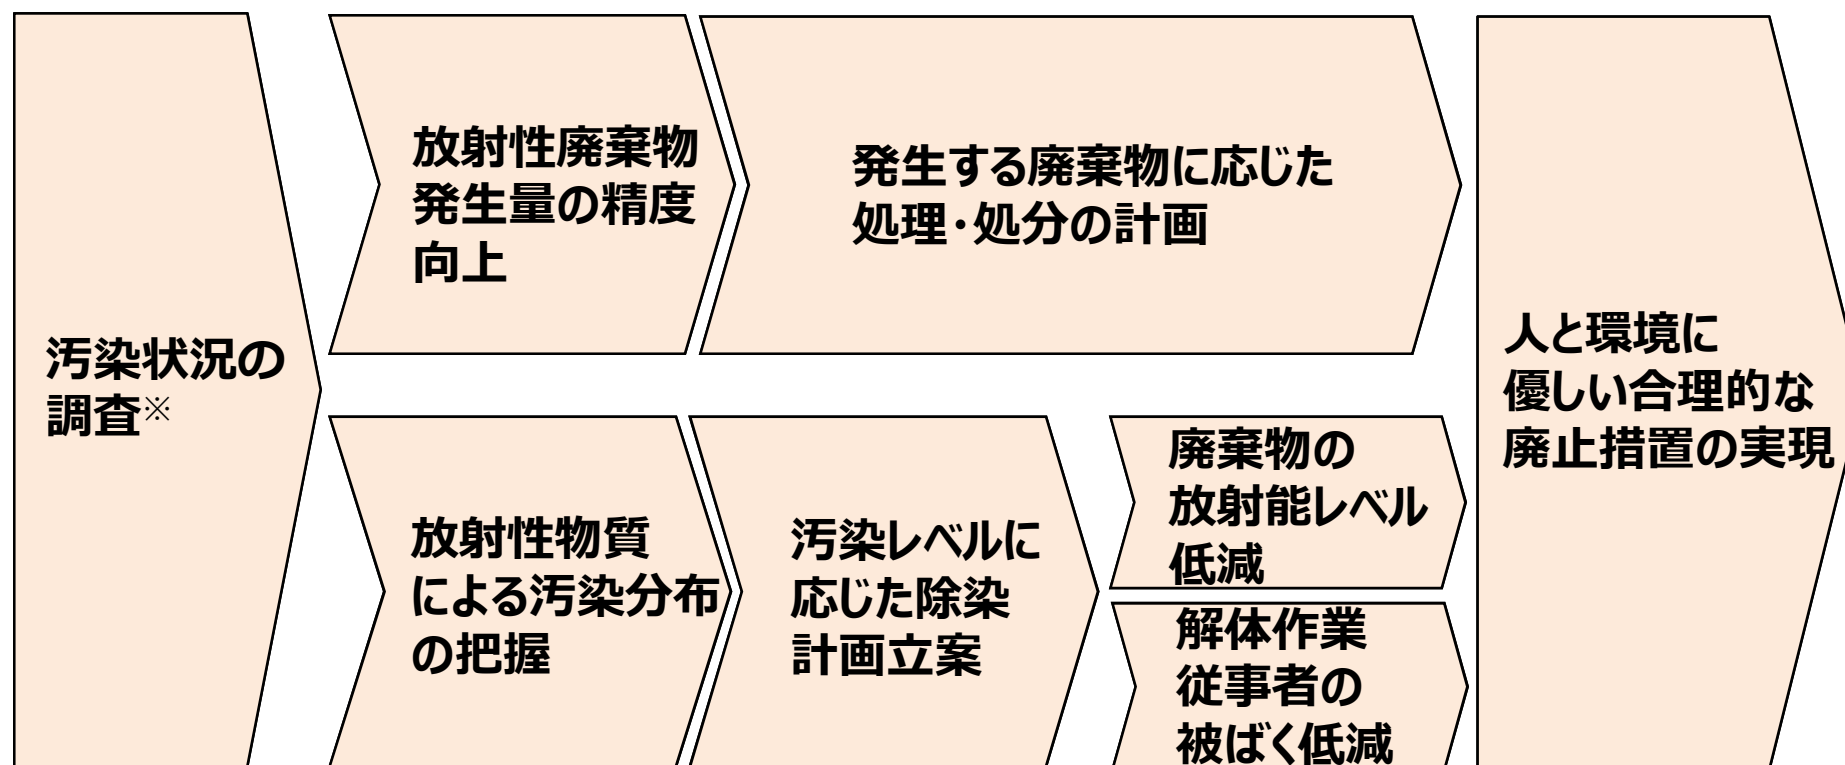 汚染状況の
調査※
放射性廃棄物
発生量の精度
向上
発生する廃棄物に応じた
処理・処分の計画
放射性物質
による汚染分布
の把握
汚染レベルに
応じた除染
計画立案
廃棄物の
放射能レベル
低減
解体作業
従事者の
被ばく低減
人と環境に
優しい合理的な
廃止措置の実現